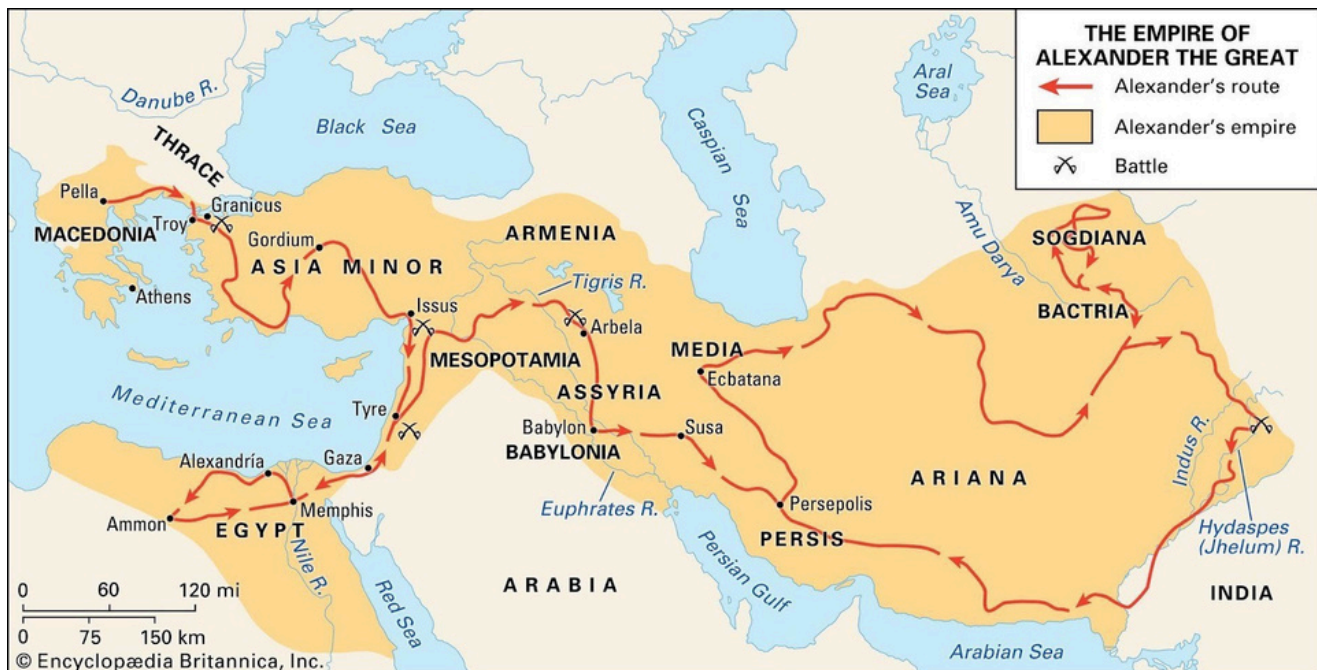 THE EMPIRE OF
ALEXANDER THE GREAT
Alexander's route
Alexander's empire
Battle
Danube R.
Black Sea
Caspian
Sea
Aral
Sea
THRACE
Pella
Granicus
Troy
MACEDONIA
Gordium
ASIA MINOR
ARMENIA
Amu Darya
SOGDIANA
Athens
Tigris R.
BACTRIA
Issus
Arbela
MESOPOTAMIA
MEDIA
Ecbatana
ASSYRIA
Mediterranean Sea
Tyre
Babylon
Susa
BABYLONIA
Indus R.
Alexandría
Gaza
ARIANA
Ammon
Memphis
EGYPT
Euphrates R.
Persepolis
PERSIS
Hydaspes
(Jhelum) R.
Nile R.
Red Sea
ARABIA
Persian Gulf
INDIA
Arabian Sea
0 60 120 mi
0 75 150 km
© Encyclopædia Britannica, Inc.